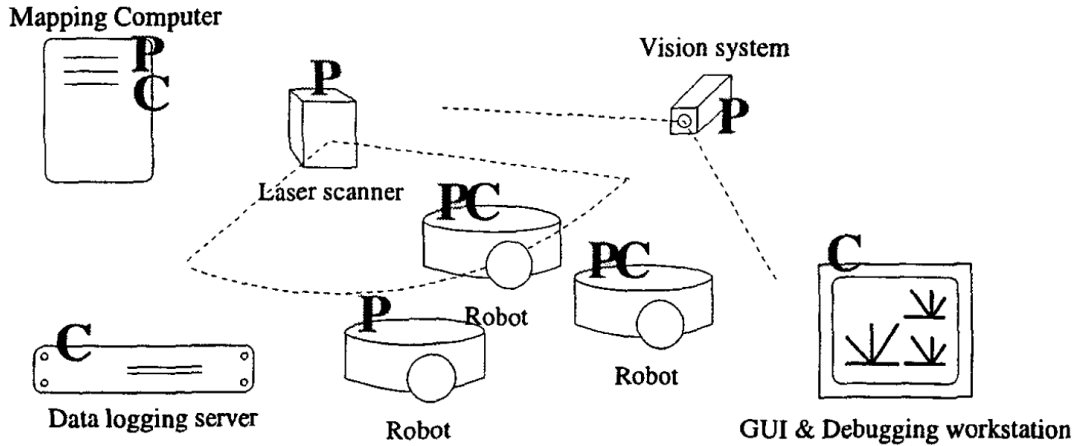 Mapping Computer
P
C
P
Vision system
P
Laser scanner
PC
PC
C
Robot
P
C
Robot
Data logging server
Robot
GUI & Debugging workstation